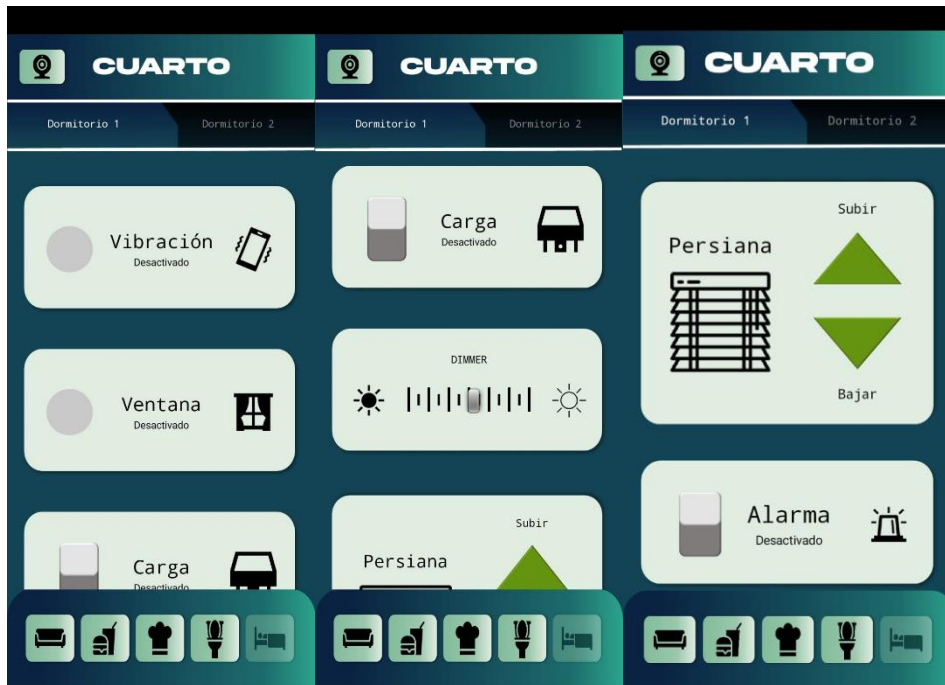 CUARTO
Dormitorio 1 Dormitorio 2
Vibración
Desactivado
Ventana
Desactivado
Carga
Desactivado
CUARTO
Dormitorio 1 Dormitorio 2
Carga
Desactivado
DIMMER
Subir
Persiana
CUARTO
Dormitorio 1 Dormitorio 2
Subir
Persiana
Bajar
Alarma
Desactivado